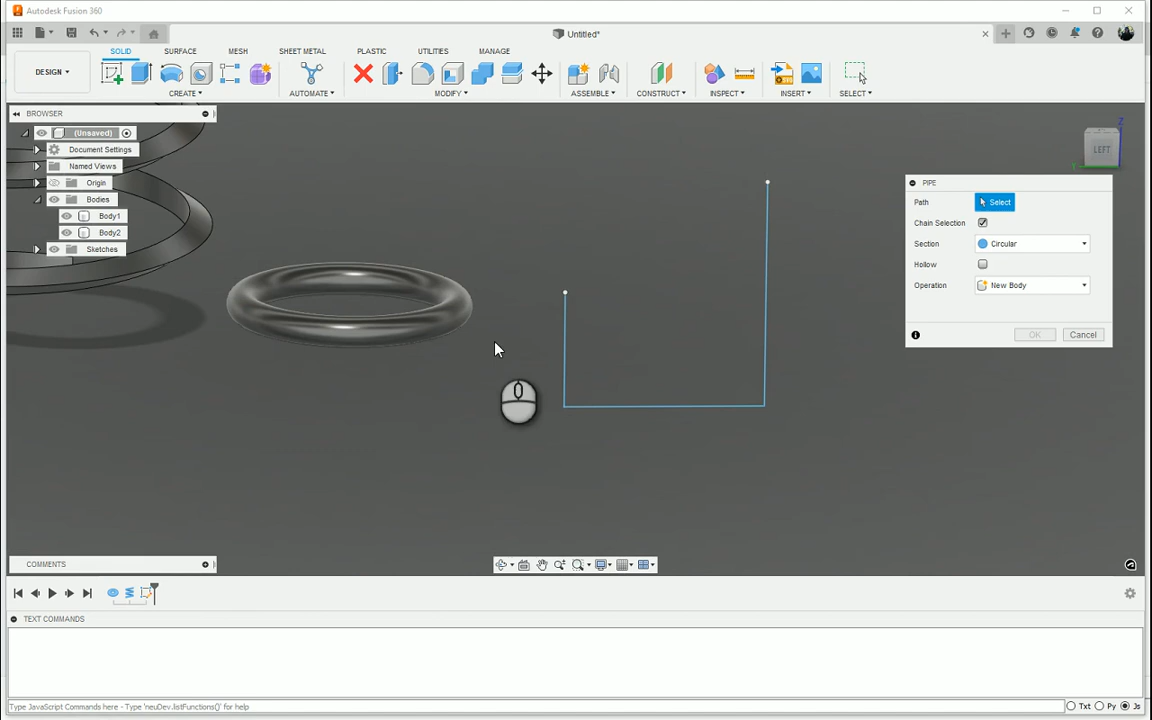 Autodesk Fusion 360
Untitled*
DESIGN
SOLID SURFACE MESH SHEET METAL PLASTIC UTILITIES MANAGE
CREATE AUTOMATE MODIFY ASSEMBLE CONSTRUCT INSPECT INSERT SELECT
BROWSER
(Unsaved)
Document Settings
Named Views
Origin
Bodies
Body1
Body2
Sketches
Z
LEFT
Y
PIPE
Path Select
Chain Selection
Section Circular
Hollow
Operation New Body
OK Cancel
COMMENTS
TEXT COMMANDS
Type JavaScript Commands here - Type 'neuDev.listFunctions()' for help
Txt Py Js